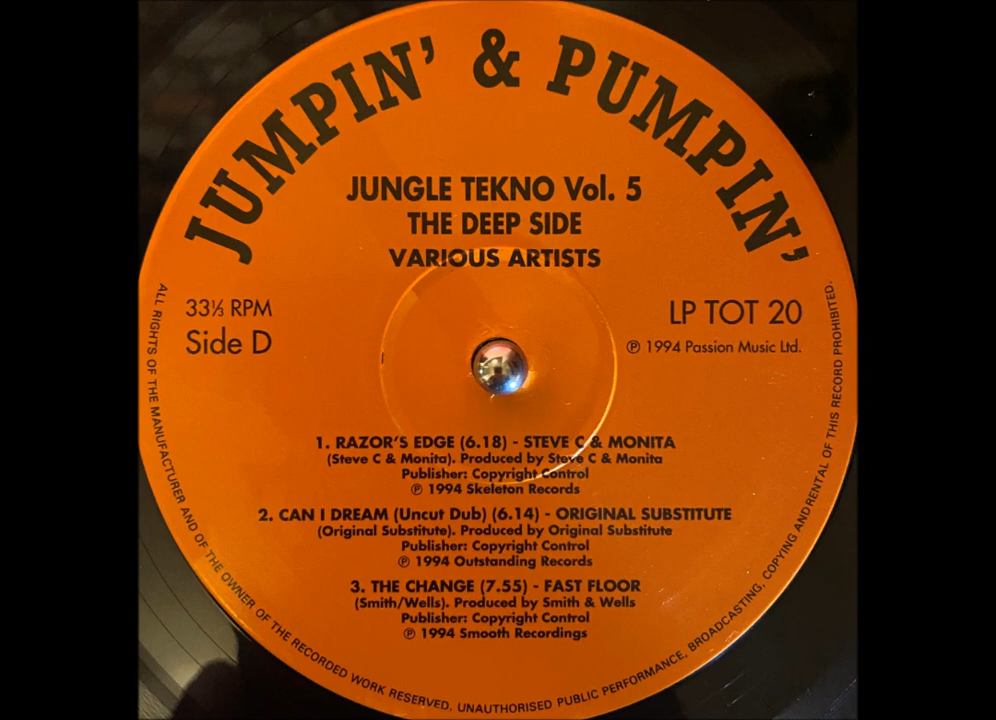 JUMPIN' & PUMPIN'
JUNGLE TEKNO Vol. 5
THE DEEP SIDE
VARIOUS ARTISTS
33⅓ RPM
Side D
LP TOT 20
℗ 1994 Passion Music Ltd.
1. RAZOR'S EDGE (6.18) - STEVE C & MONITA
(Steve C & Monita). Produced by Steve C & Monita
Publisher: Copyright Control
℗ 1994 Skeleton Records
2. CAN I DREAM (Uncut Dub) (6.14) - ORIGINAL SUBSTITUTE
(Original Substitute). Produced by Original Substitute
Publisher: Copyright Control
℗ 1994 Outstanding Records
3. THE CHANGE (7.55) - FAST FLOOR
(Smith/Wells). Produced by Smith & Wells
Publisher: Copyright Control
℗ 1994 Smooth Recordings
ALL RIGHTS OF THE MANUFACTURER AND OF THE OWNER OF THE RECORDED WORK RESERVED. UNAUTHORISED PUBLIC PERFORMANCE, BROADCASTING, COPYING AND RENTAL OF THIS RECORD PROHIBITED.